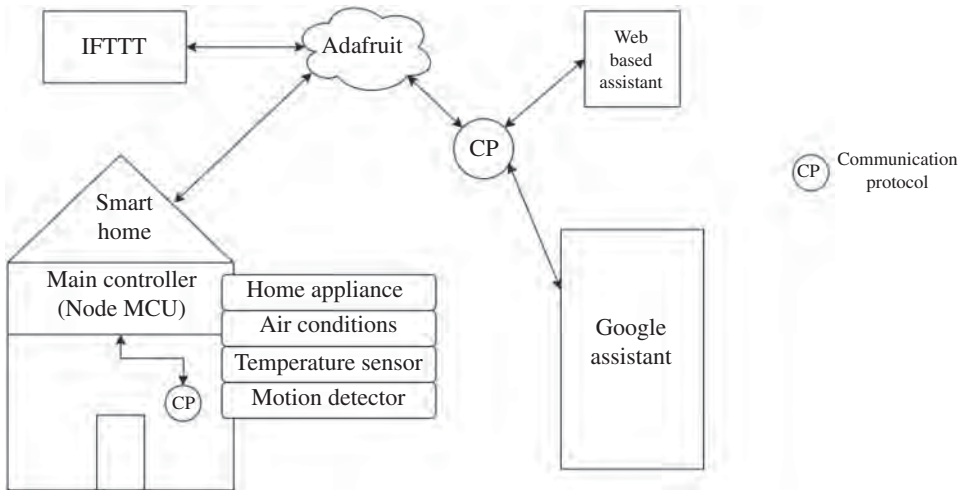 IFTTT
Adafruit
Web
based
assistant
CP
CP
Communication
protocol
Smart
home
Main controller
(Node MCU)
Home appliance
Air conditions
Temperature sensor
Motion detector
CP
Google
assistant